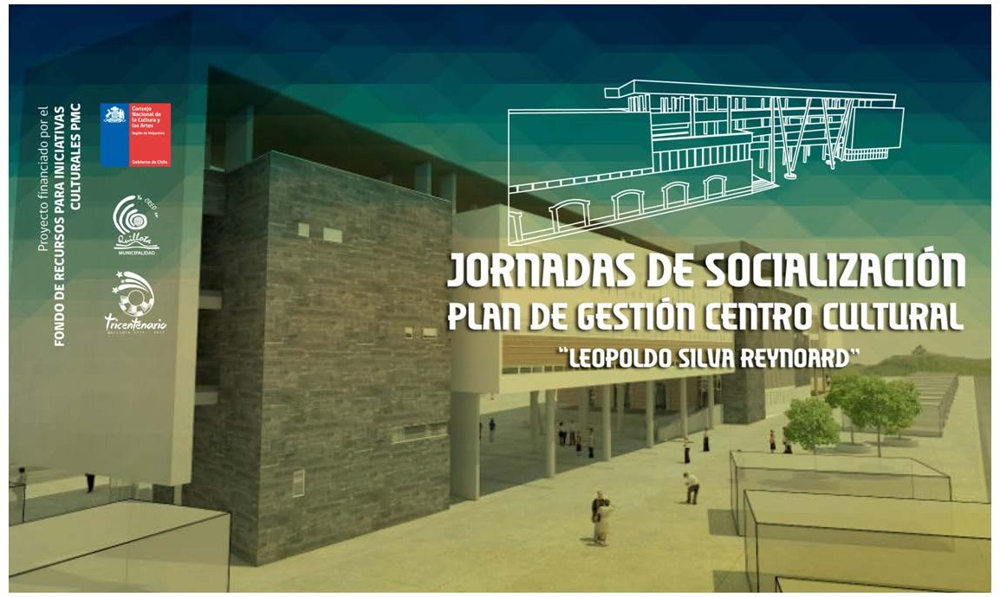 Proyecto financiado por el
FONDO DE RECURSOS PARA INICIATIVAS
CULTURALES PMC
Consejo
Nacional de
la Cultura y
las Artes
Región de Valparaíso
Gobierno de Chile
Yo CREO en
Quillota
MUNICIPALIDAD
Tricentenario
QUILLOTA 1717 - 2017
JORNADAS DE SOCIALIZACIÓN
PLAN DE GESTIÓN CENTRO CULTURAL
“LEOPOLDO SILVA REYNOARD”